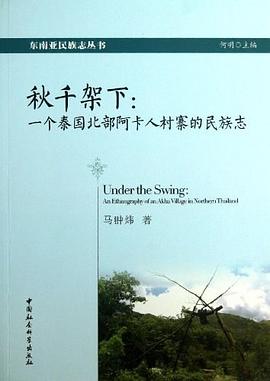 东南亚民族志丛书
何明／主编
秋千架下：
一个泰国北部阿卡人村寨的民族志
Under the Swing:
An Ethnography of an Akha Village in Northern Thailand
马翀炜 著
中国社会科学出版社